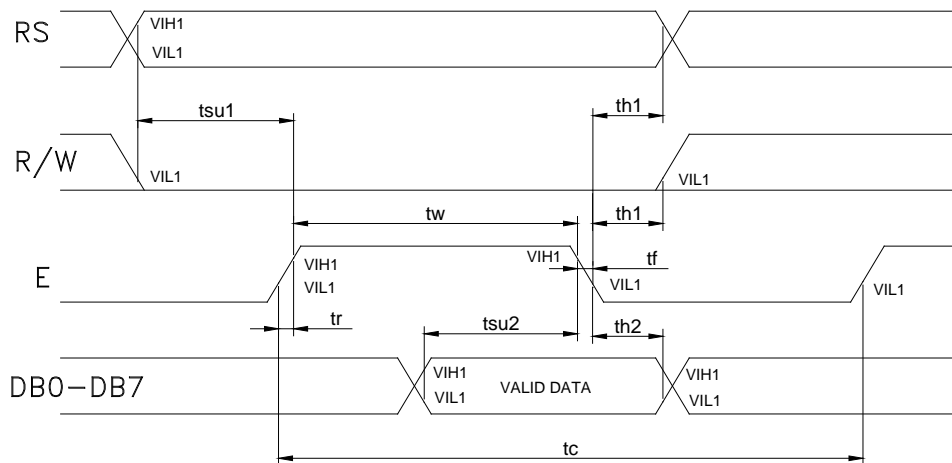 RS
VIH1
VIL1
tsu1
th1
R/W
VIL1
VIL1
tw
th1
E
VIH1
VIL1
VIH1
tf
VIL1
VIL1
tr
tsu2
th2
DB0-DB7
VIH1
VIL1
VALID DATA
VIH1
VIL1
tc